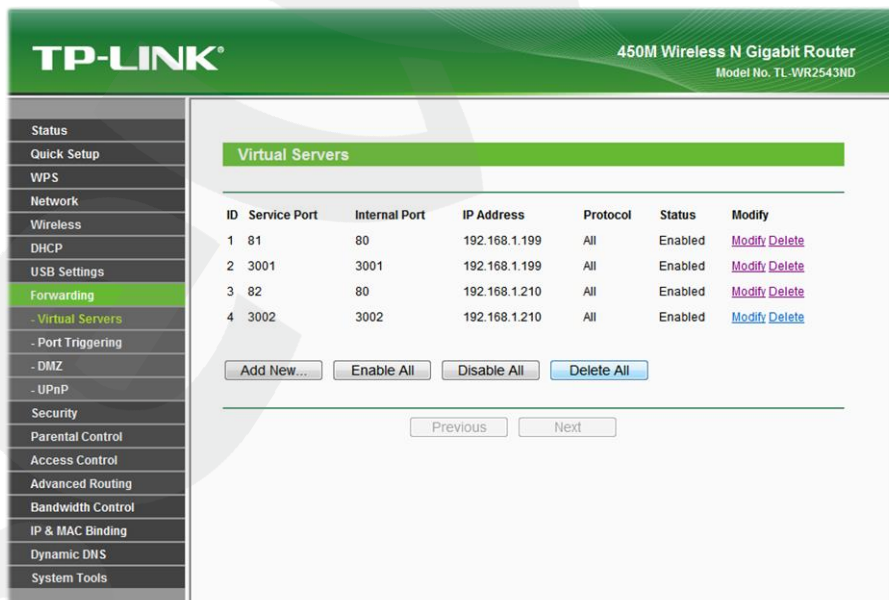 TP-LINK®
450M Wireless N Gigabit Router
Model No. TL-WR2543ND
Status
Quick Setup
WPS
Network
Wireless
DHCP
USB Settings
Forwarding
- Virtual Servers
- Port Triggering
- DMZ
- UPnP
Security
Parental Control
Access Control
Advanced Routing
Bandwidth Control
IP & MAC Binding
Dynamic DNS
System Tools
Virtual Servers
ID Service Port Internal Port IP Address Protocol Status Modify
1 81 80 192.168.1.199 All Enabled Modify Delete
2 3001 3001 192.168.1.199 All Enabled Modify Delete
3 82 80 192.168.1.210 All Enabled Modify Delete
4 3002 3002 192.168.1.210 All Enabled Modify Delete
Add New... Enable All Disable All Delete All
Previous Next